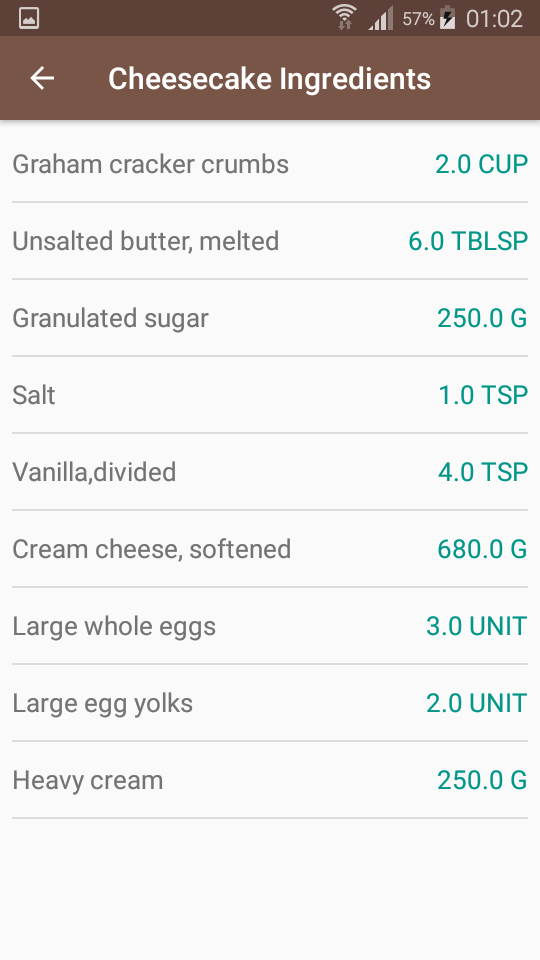 57% 01:02
Cheesecake Ingredients
Graham cracker crumbs 2.0 CUP
Unsalted butter, melted 6.0 TBLSP
Granulated sugar 250.0 G
Salt 1.0 TSP
Vanilla,divided 4.0 TSP
Cream cheese, softened 680.0 G
Large whole eggs 3.0 UNIT
Large egg yolks 2.0 UNIT
Heavy cream 250.0 G